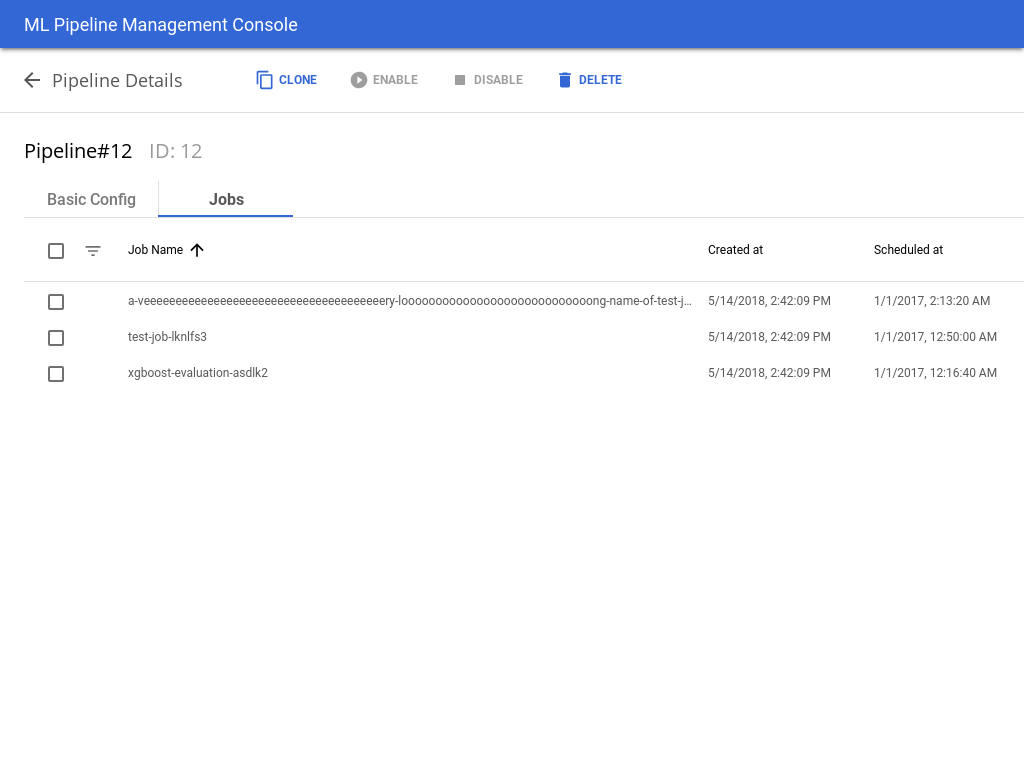 ML Pipeline Management Console
Pipeline Details CLONE ENABLE DISABLE DELETE
Pipeline#12 ID: 12
Basic Config Jobs
Job Name Created at Scheduled at
a-veeeeeeeeeeeeeeeeeeeeeeeeeeeeeeeeeeeeeery-looooooooooooooooooooooooooooong-name-of-test-j... 5/14/2018, 2:42:09 PM 1/1/2017, 2:13:20 AM
test-job-lknlfs3 5/14/2018, 2:42:09 PM 1/1/2017, 12:50:00 AM
xgboost-evaluation-asdlk2 5/14/2018, 2:42:09 PM 1/1/2017, 12:16:40 AM